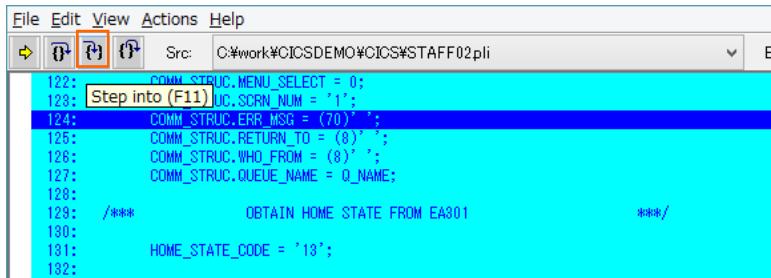 File Edit View Actions Help
Src: C:¥work¥CICSDEMO¥CICS¥STAFF02.pli
122: COMM_STRUC.MENU_SELECT = 0;
Step into (F11)
123: UC.SCRN_NUM = '1';
124: COMM_STRUC.ERR_MSG = (70)' ';
125: COMM_STRUC.RETURN_TO = (8)' ';
126: COMM_STRUC.WHO_FROM = (8)' ';
127: COMM_STRUC.QUEUE_NAME = Q_NAME;
128:
129: /*** OBTAIN HOME STATE FROM EA301 ***/
130:
131: HOME_STATE_CODE = '13';
132: